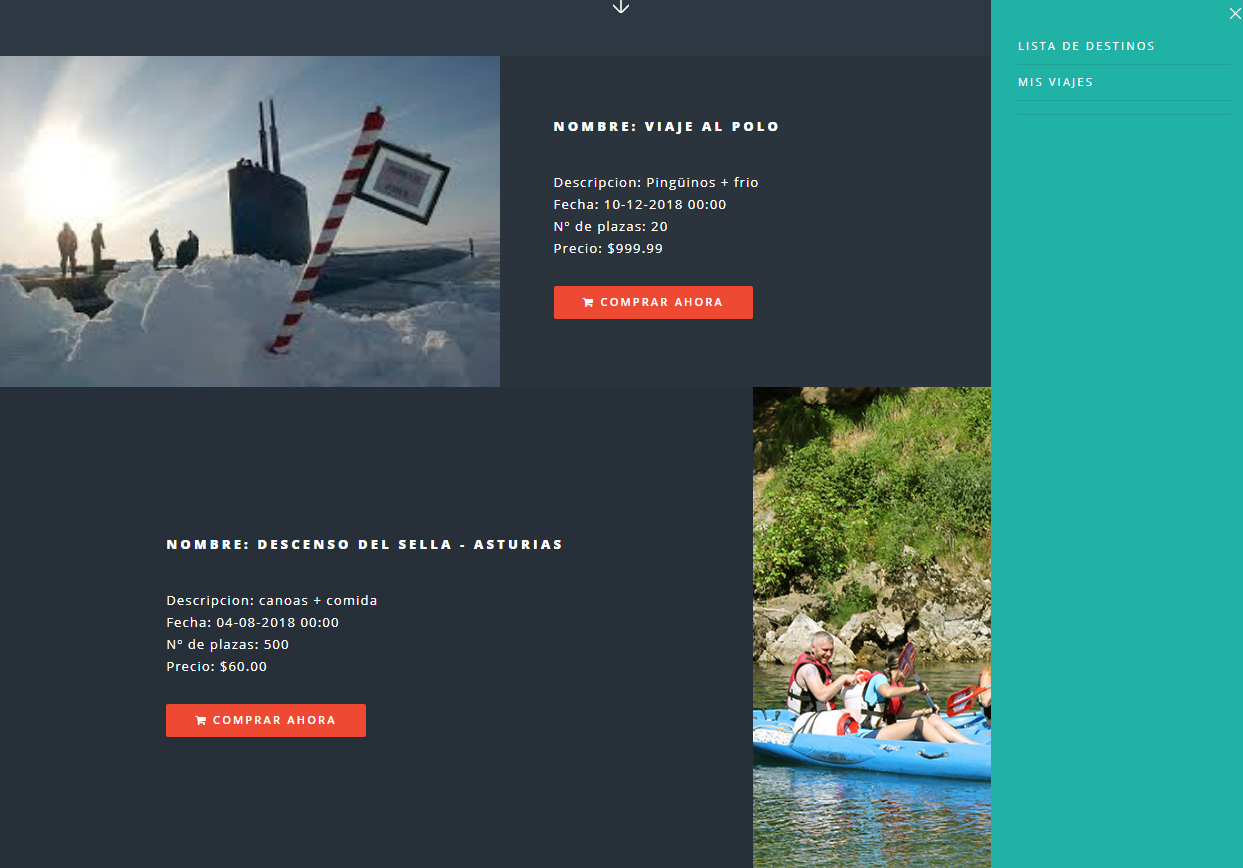 LISTA DE DESTINOS
MIS VIAJES
NOMBRE: VIAJE AL POLO
Descripcion: Pingüinos + frio
Fecha: 10-12-2018 00:00
Nº de plazas: 20
Precio: $999.99
COMPRAR AHORA
NOMBRE: DESCENSO DEL SELLA - ASTURIAS
Descripcion: canoas + comida
Fecha: 04-08-2018 00:00
Nº de plazas: 500
Precio: $60.00
COMPRAR AHORA